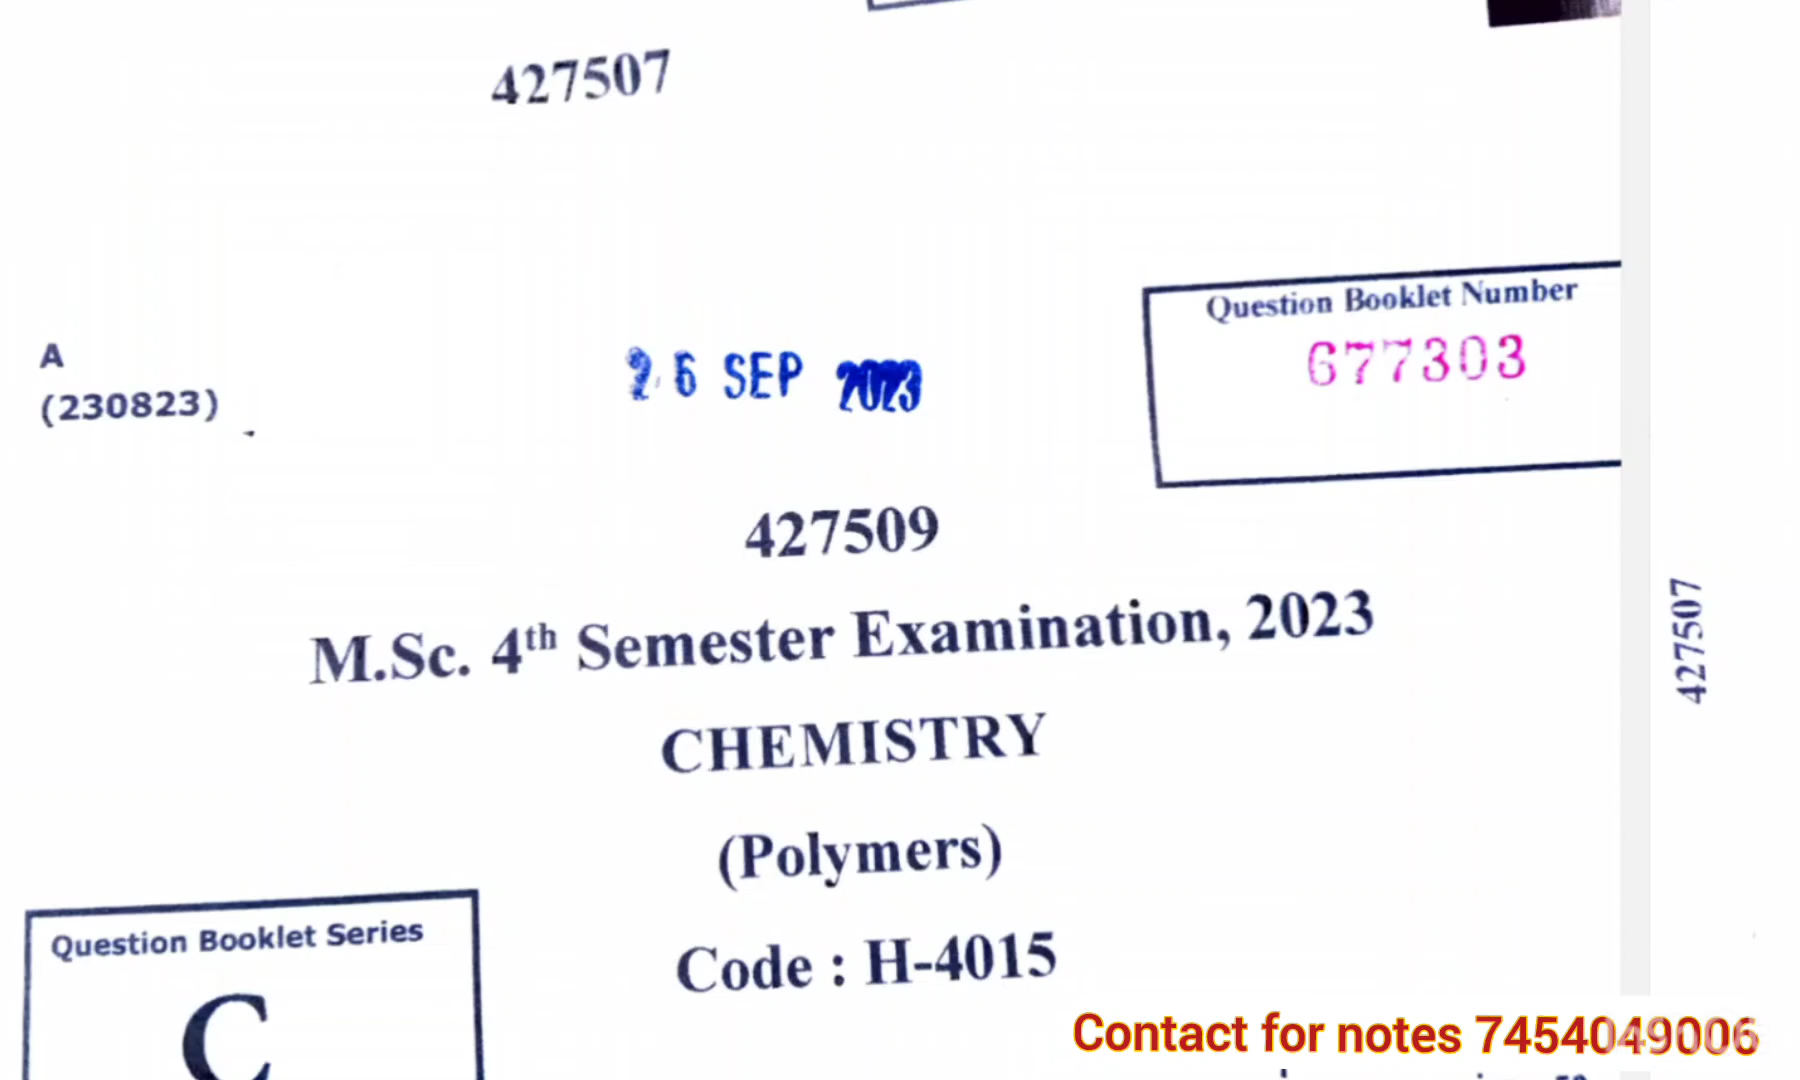 427507
A
(230823)
26 SEP 2023
Question Booklet Number
677303
427509
M.Sc. 4th Semester Examination, 2023
CHEMISTRY
(Polymers)
Code : H-4015
Question Booklet Series
C
427507
Contact for notes 7454049006